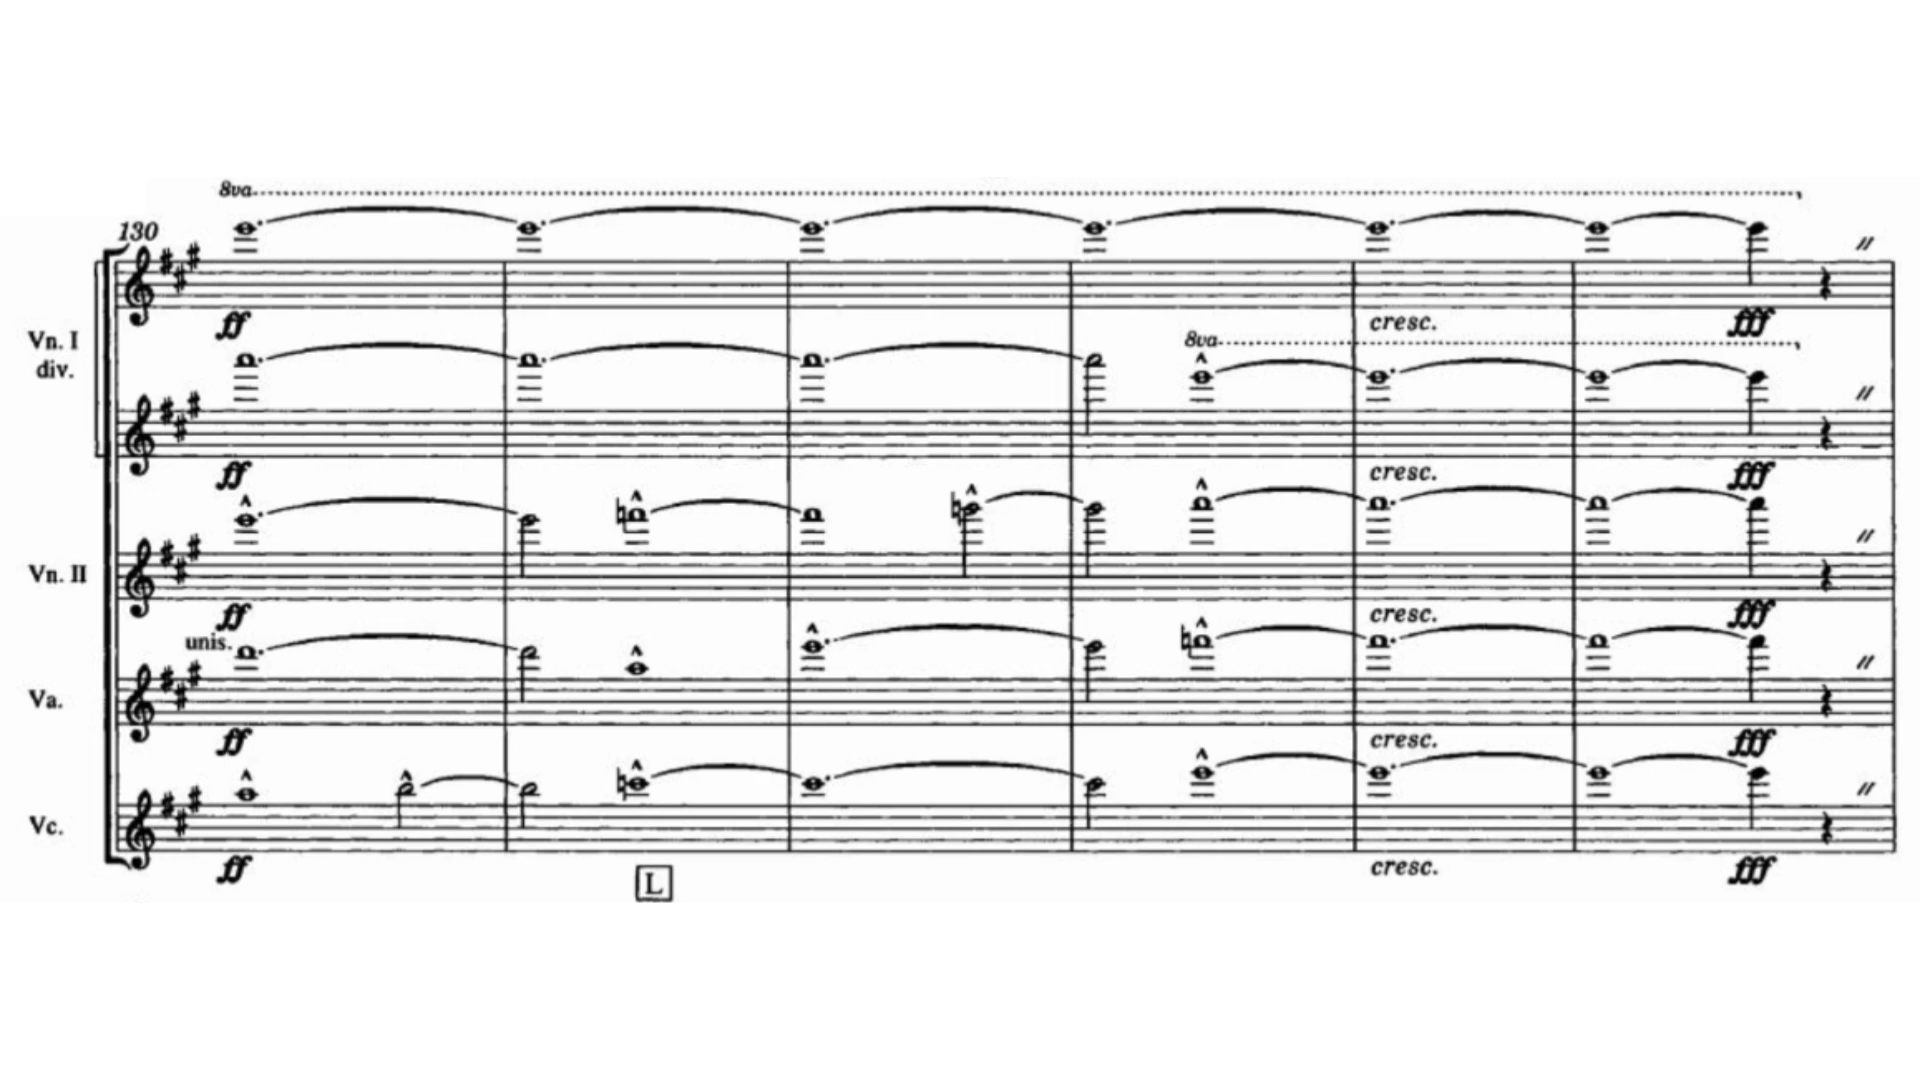 8va
130
ff
cresc.
fff
Vn. I
div.
8va
ff
cresc.
fff
Vn. II
ff
cresc.
fff
unis.
Va.
ff
cresc.
fff
Vc.
ff
cresc.
fff
L